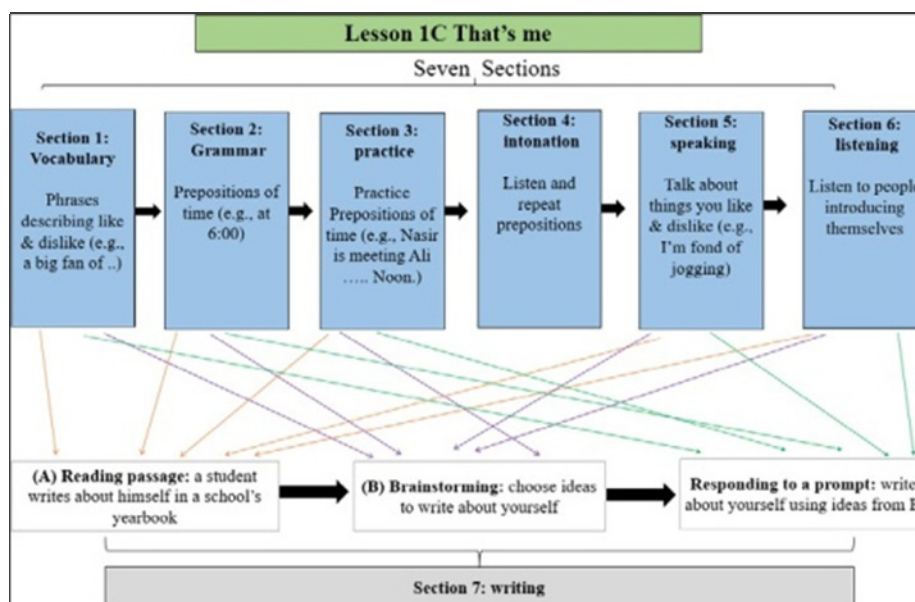 Lesson 1C That's me
Seven Sections
Section 1:
Vocabulary
Phrases
describing like
& dislike (e.g.,
a big fan of ..)
Section 2:
Grammar
Prepositions of
time (e.g., at
6:00)
Section 3:
practice
Practice
Prepositions of
time (e.g., Nasir
is meeting Ali
….. Noon.)
Section 4:
intonation
Listen and
repeat
prepositions
Section 5:
speaking
Talk about
things you like
& dislike (e.g.,
I'm fond of
jogging)
Section 6:
listening
Listen to people
introducing
themselves
(A) Reading passage: a student
writes about himself in a school's
yearbook
(B) Brainstorming: choose ideas
to write about yourself
Responding to a prompt: write
about yourself using ideas from B
Section 7: writing